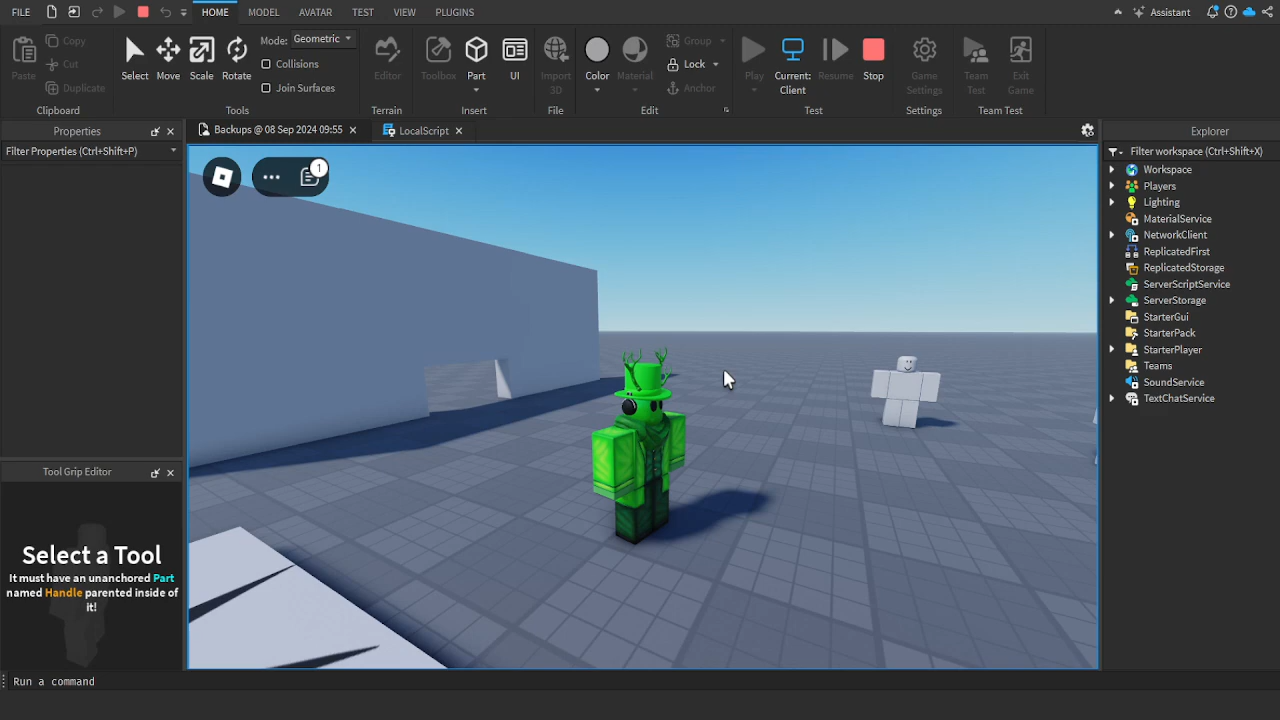 FILE HOME MODEL AVATAR TEST VIEW PLUGINS Assistant
Paste Copy Cut Duplicate Clipboard
Select Move Scale Rotate Mode: Geometric Collisions Join Surfaces Tools
Editor Terrain
Toolbox Part UI Insert
Import 3D File
Color Material Group Lock Anchor Edit
Play Current: Client Resume Stop Test
Game Settings Settings
Team Test Exit Game Team Test
Properties
Filter Properties (Ctrl+Shift+P)
Backups @ 08 Sep 2024 09:55 LocalScript
1
Explorer
Filter workspace (Ctrl+Shift+X)
Workspace
Players
Lighting
MaterialService
NetworkClient
ReplicatedFirst
ReplicatedStorage
ServerScriptService
ServerStorage
StarterGui
StarterPack
StarterPlayer
Teams
SoundService
TextChatService
Tool Grip Editor
Select a Tool
It must have an unanchored Part
named Handle parented inside of
it!
Run a command